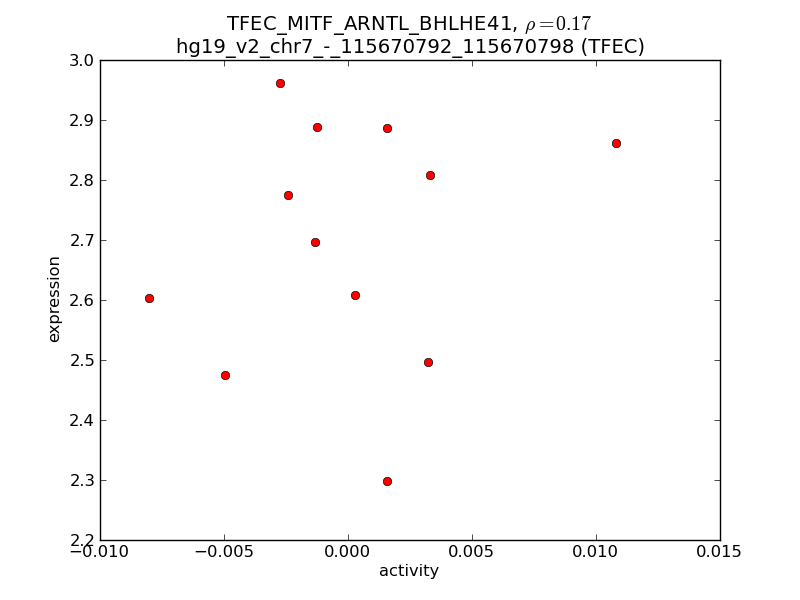 TFEC_MITF_ARNTL_BHLHE41, ρ = 0.17
hg19_v2_chr7_-_115670792_115670798 (TFEC)
3.0
2.9
2.8
2.7
2.6
2.5
2.4
2.3
2.2
expression
−0.010 −0.005 0.000 0.005 0.010 0.015
activity